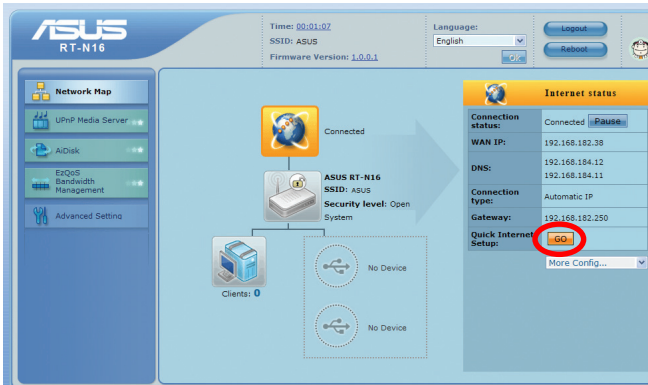 ASUS
RT-N16
Time: 00:01:07
SSID: ASUS
Firmware Version: 1.0.0.1
Language:
English
OK
Logout
Reboot
Network Map
UPnP Media Server
AiDisk
EzQoS
Bandwidth
Management
Advanced Setting
Connected
ASUS RT-N16
SSID: ASUS
Security level: Open
System
Clients: 0
No Device
No Device
Internet status
Connection
status:
Connected Pause
WAN IP: 192.168.182.38
DNS: 192.168.184.12
192.168.184.11
Connection
type:
Automatic IP
Gateway: 192.168.182.250
Quick Internet
Setup:
GO
More Config...